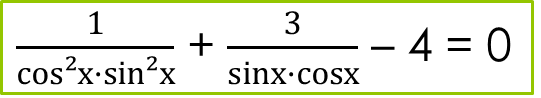 1/(cos²x·sin²x) + 3/(sinx·cosx) – 4 = 0